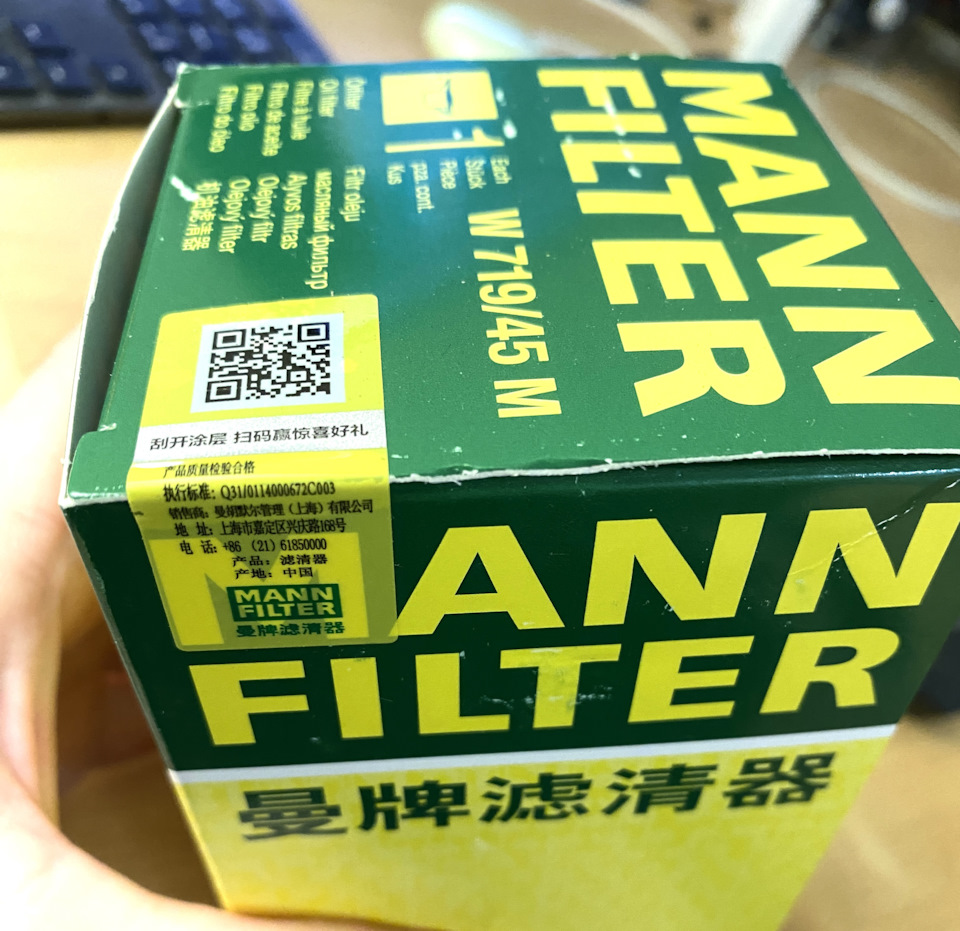 MANN
FILTER
1
Each
Stück
Pièce
pza. cont.
Kus
W 719/45 M
Ölfilter
Oil filter
Filtre à huile
Filtro de aceite
Filtro olio
Filtro de óleo
Filtr oleju
масляный фильтр
Alyvos filtras
Olejový filtr
Olejový filter
机油滤清器
刮开涂层 扫码赢惊喜好礼
产品质量检验合格
执行标准：Q31/0114000672C003
销售商：曼胡默尔管理（上海）有限公司
地 址：上海市嘉定区兴庆路168号
电 话：+86 （21）61850000
产品：滤清器
产地：中国
MANN
FILTER
曼牌滤清器
ANN
FILTER
曼牌滤清器